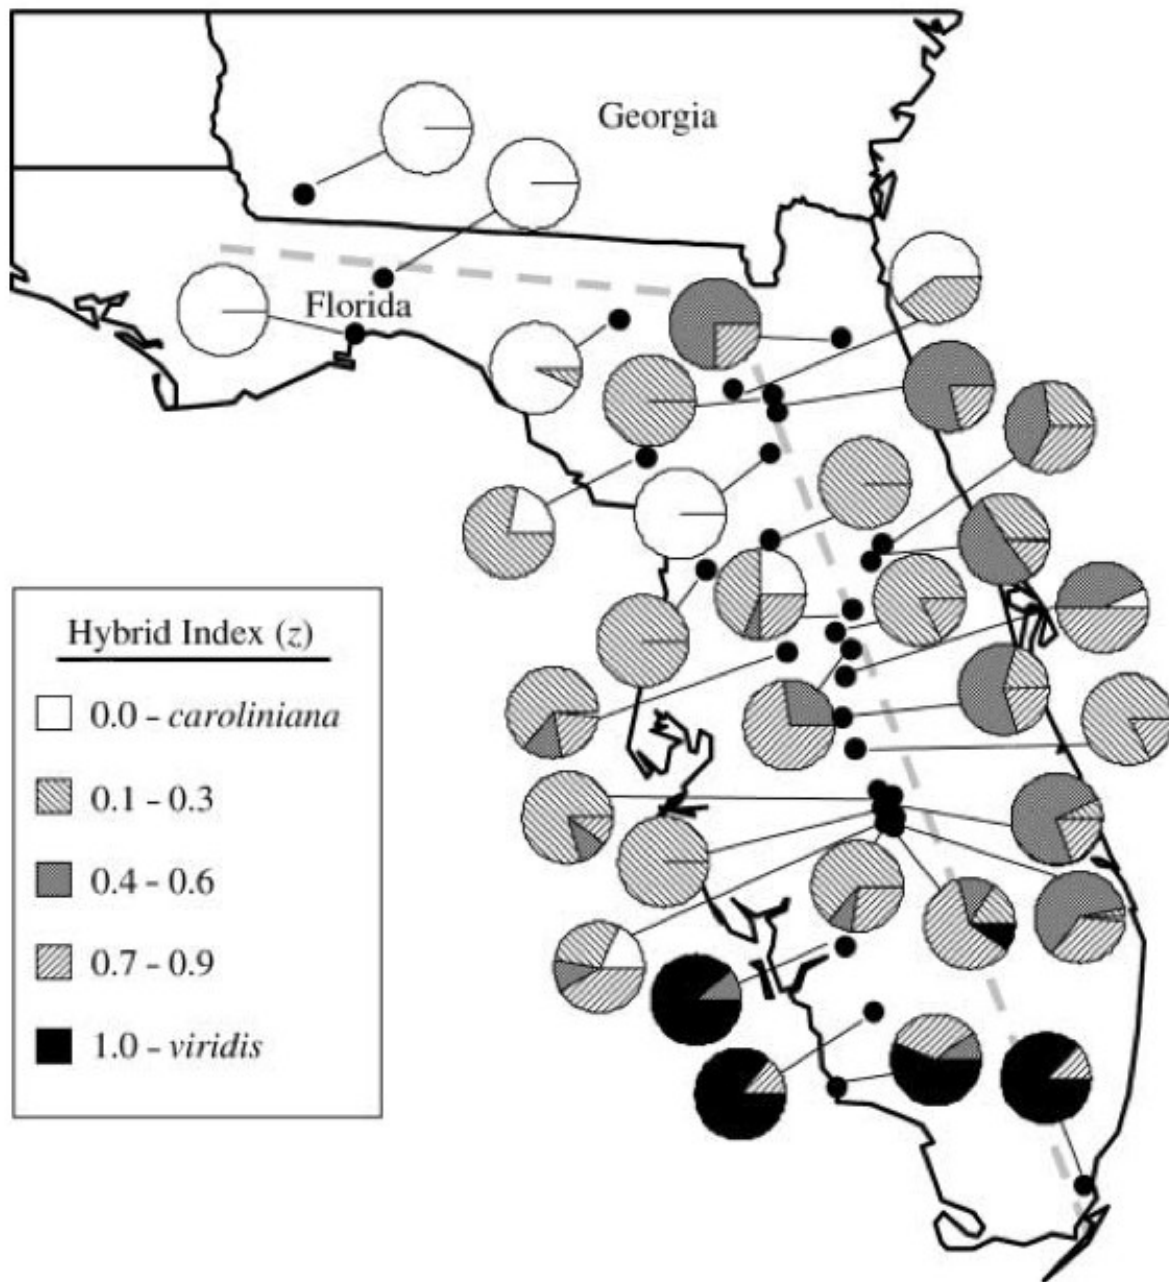 Georgia
Florida
Hybrid Index (z)
0.0 - caroliniana
0.1 - 0.3
0.4 - 0.6
0.7 - 0.9
1.0 - viridis